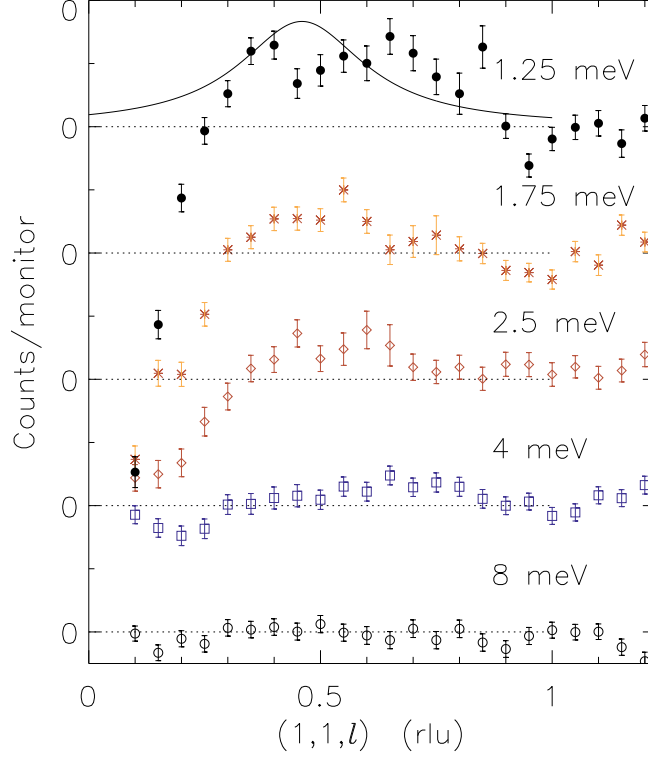 0
1.25 meV
0
1.75 meV
0
2.5 meV
0
4 meV
0
8 meV
0
Counts/monitor
0 0.5 1
(1,1,l) (rlu)